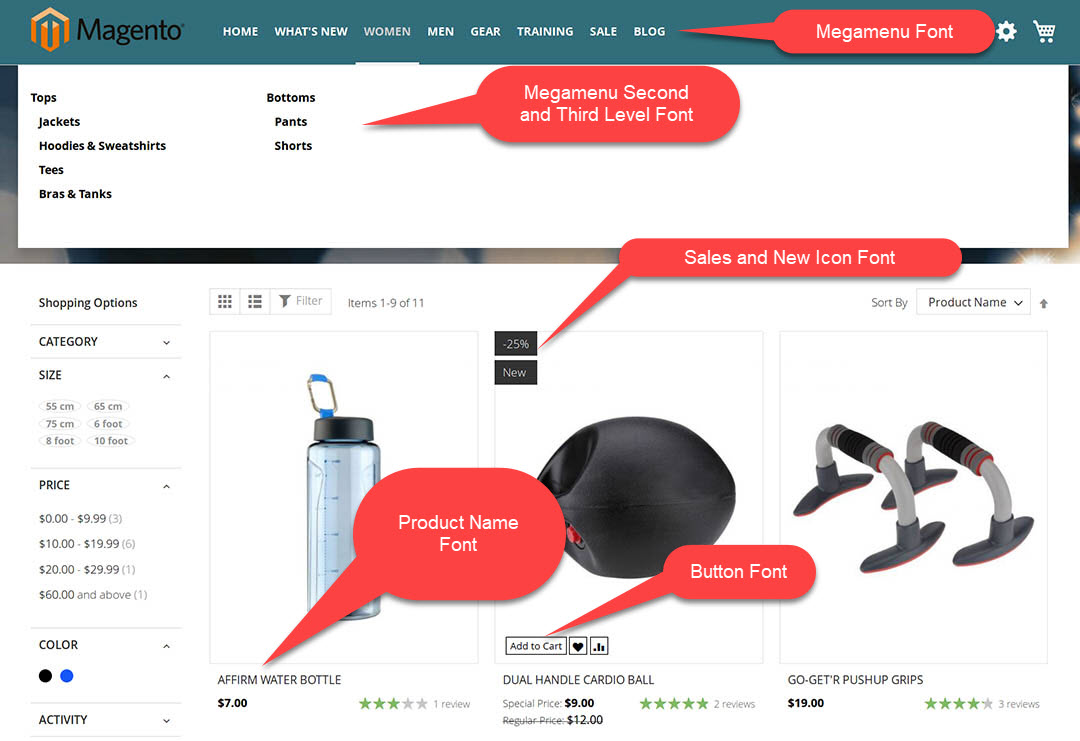 Magento®
HOME WHAT'S NEW WOMEN MEN GEAR TRAINING SALE BLOG
Megamenu Font
Tops
Jackets
Hoodies & Sweatshirts
Tees
Bras & Tanks
Bottoms
Pants
Shorts
Megamenu Second
and Third Level Font
Sales and New Icon Font
Shopping Options
CATEGORY
SIZE
55 cm 65 cm
75 cm 6 foot
8 foot 10 foot
PRICE
$0.00 - $9.99 (3)
$10.00 - $19.99 (6)
$20.00 - $29.99 (1)
$60.00 and above (1)
COLOR
ACTIVITY
Filter
Items 1-9 of 11
Sort By Product Name
-25%
New
Product Name
Font
Button Font
Add to Cart
AFFIRM WATER BOTTLE
$7.00 1 review
DUAL HANDLE CARDIO BALL
Special Price: $9.00 2 reviews
Regular Price: $12.00
GO-GET'R PUSHUP GRIPS
$19.00 3 reviews